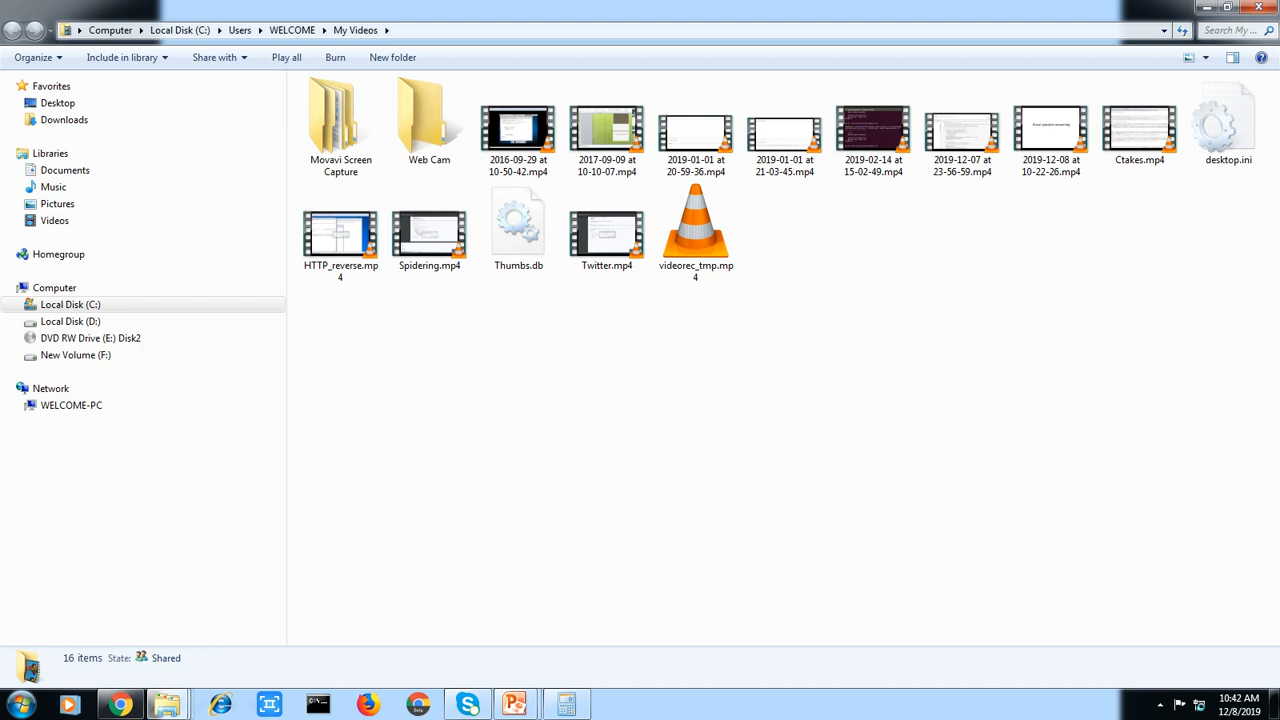 Computer Local Disk (C:) Users WELCOME My Videos
Search My ...
Organize Include in library Share with Play all Burn New folder
Favorites
Desktop
Downloads
Libraries
Documents
Music
Pictures
Videos
Homegroup
Computer
Local Disk (C:)
Local Disk (D:)
DVD RW Drive (E:) Disk2
New Volume (F:)
Network
WELCOME-PC
Movavi Screen
Capture
Web Cam
2016-09-29 at
10-50-42.mp4
2017-09-09 at
10-10-07.mp4
2019-01-01 at
20-59-36.mp4
2019-01-01 at
21-03-45.mp4
2019-02-14 at
15-02-49.mp4
2019-12-07 at
23-56-59.mp4
2019-12-08 at
10-22-26.mp4
Ctakes.mp4
desktop.ini
HTTP_reverse.mp
4
Spidering.mp4
Thumbs.db
Twitter.mp4
videorec_tmp.mp
4
16 items State: Shared
10:42 AM
12/8/2019